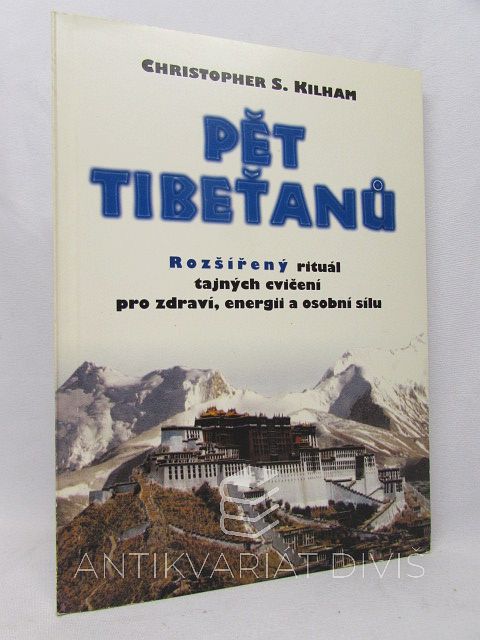 CHRISTOPHER S. KILHAM
PĚT
TIBEŤANŮ
Rozšířený rituál
tajných cvičení
pro zdraví, energii a osobní sílu
ANTIKVARIÁT DIVIŠ